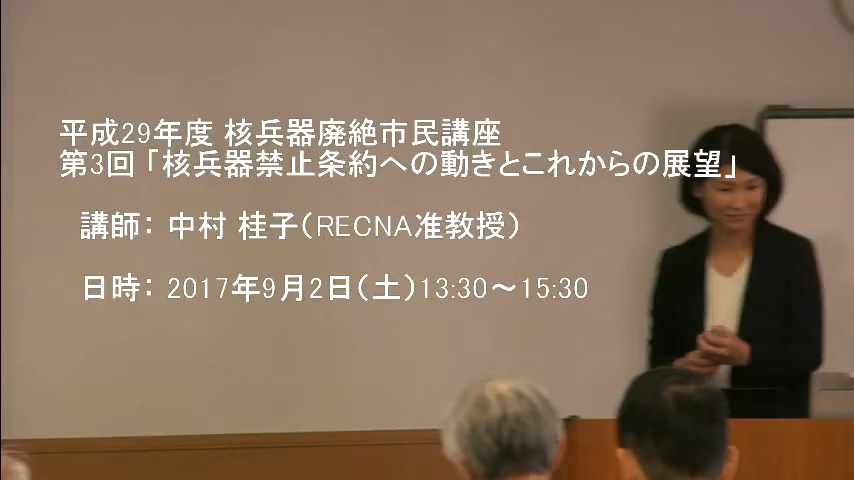 平成29年度 核兵器廃絶市民講座
第3回「核兵器禁止条約への動きとこれからの展望」
講師： 中村 桂子（RECNA准教授）
日時： 2017年9月2日（土）13:30～15:30